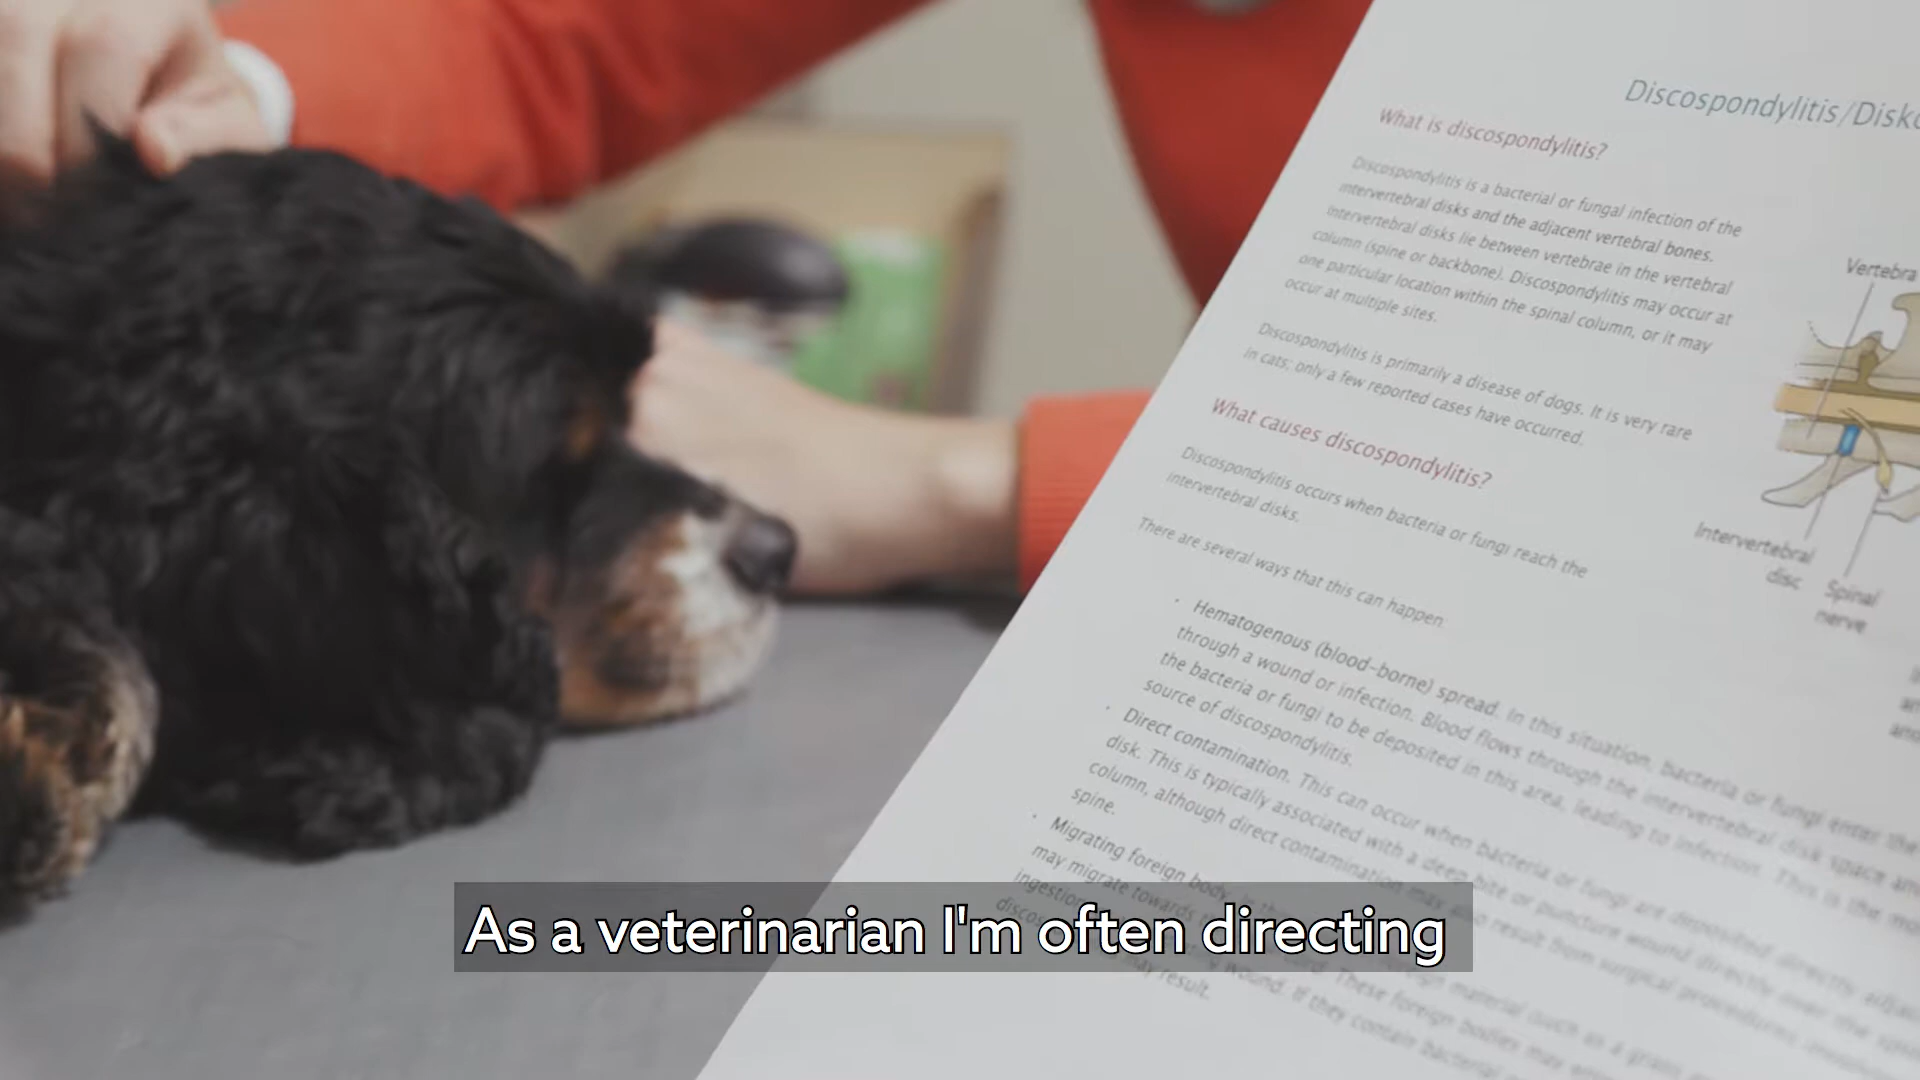 Discospondylitis/Disko
What is discospondylitis?
Discospondylitis is a bacterial or fungal infection of the
intervertebral disks and the adjacent vertebral bones.
Intervertebral disks lie between vertebrae in the vertebral
column (spine or backbone). Discospondylitis may occur at
one particular location within the spinal column, or it may
occur at multiple sites.
Discospondylitis is primarily a disease of dogs. It is very rare
in cats; only a few reported cases have occurred.
Vertebra
Intervertebral
disc
Spinal
nerve
What causes discospondylitis?
Discospondylitis occurs when bacteria or fungi reach the
intervertebral disks.
There are several ways that this can happen.
• Hematogenous (blood-borne) spread. In this situation, bacteria or fungi enter the
through a wound or infection. Blood flows through the intervertebral disk space and
the bacteria or fungi to be deposited in this area, leading to infection. This is the mo
source of discospondylitis.
• Direct contamination. This can occur when bacteria or fungi are deposited directly adjac
disk. This is typically associated with a deep bite or puncture wound directly over the spin
column, although direct contamination may also result from surgical procedures
spine.
• Migrating foreign body.
may migrate towards
ingestion
may result.
As a veterinarian I'm often directing